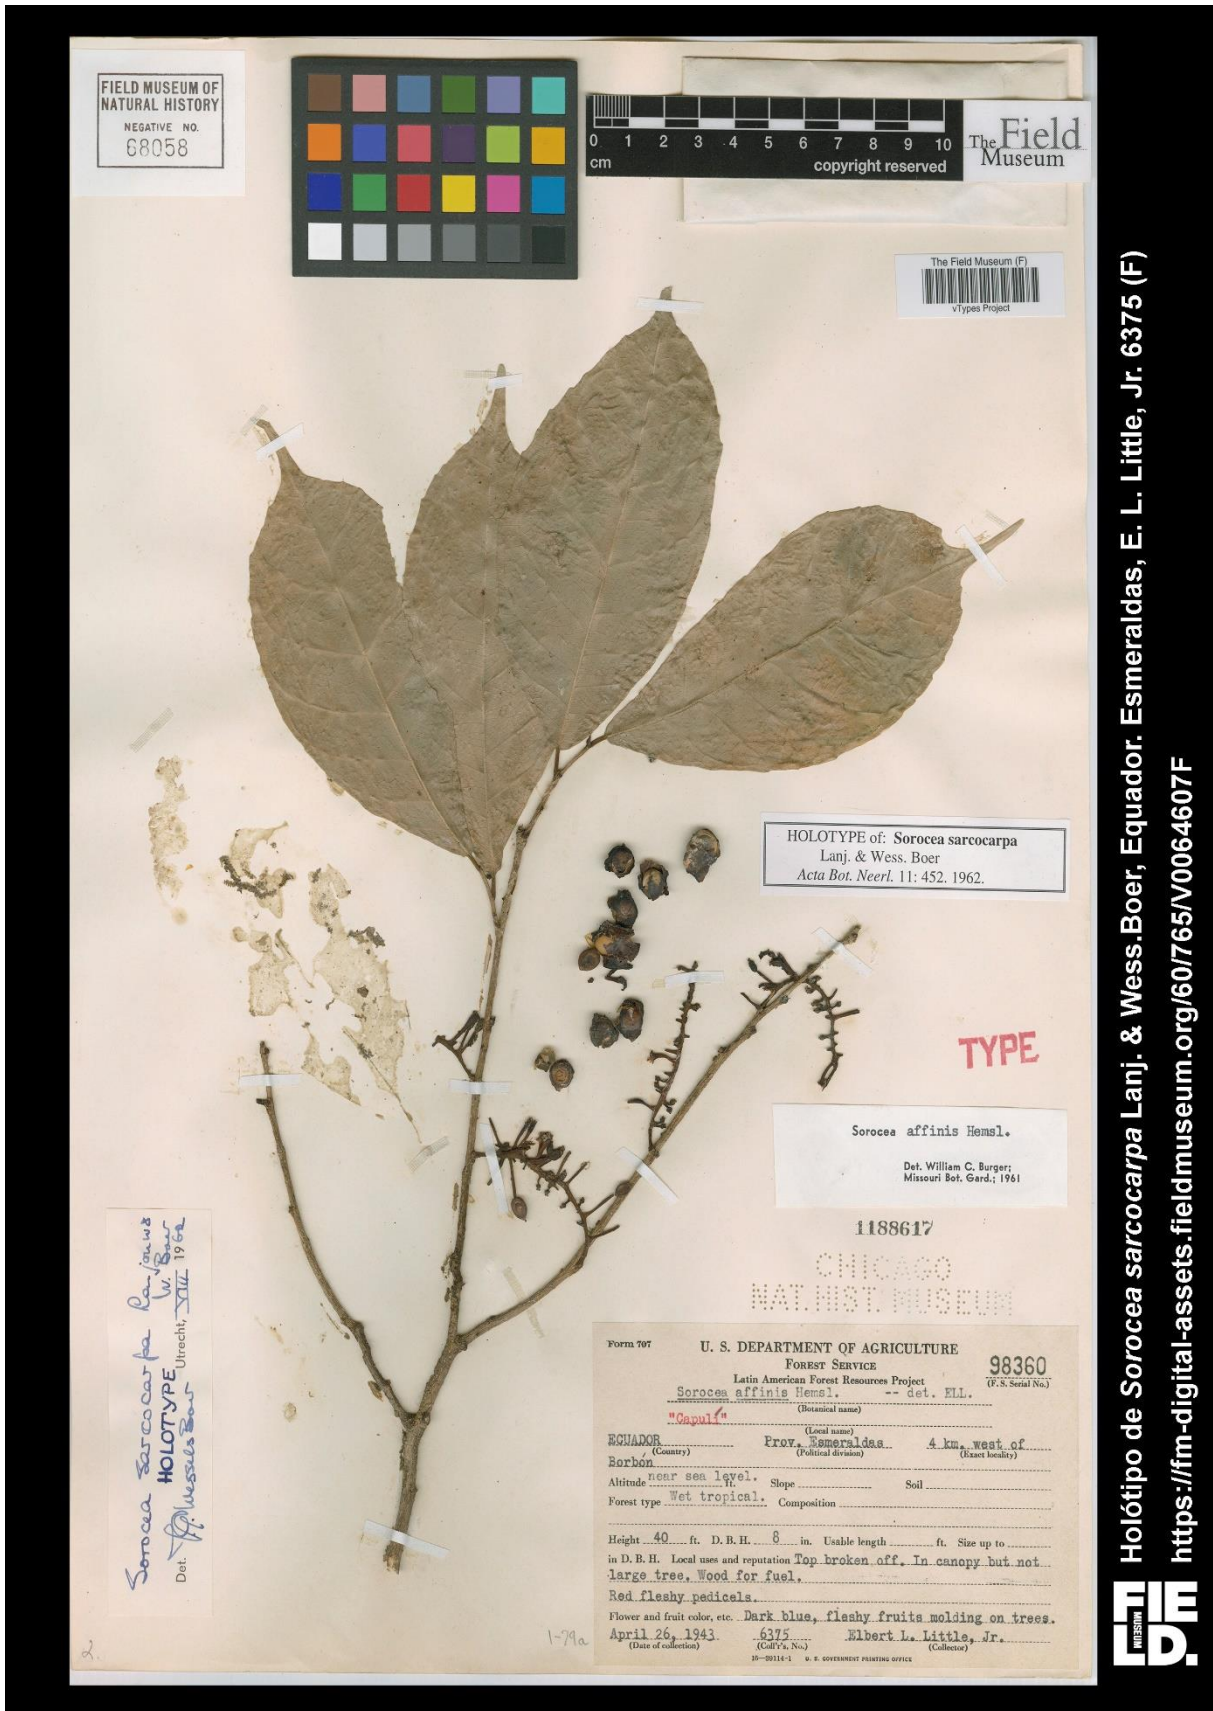 FIELD MUSEUM OF
NATURAL HISTORY
NEGATIVE NO.
68058
0 1 2 3 4 5 6 7 8 9 10
cm
copyright reserved
The Field
Museum
The Field Museum (F)
vTypes Project
HOLOTYPE of: Sorocea sarcocarpa
Lanj. & Wess. Boer
Acta Bot. Neerl. 11: 452. 1962.
TYPE
Sorocea affinis Hemsl.
Det. William C. Burger;
Missouri Bot. Gard.; 1961
1188617
CHICAGO
NAT. HIST. MUSEUM
Sorocea sarcocarpa Lanjouw &
W. Boer
HOLOTYPE
Utrecht, VIII 1962
Det. Wessels Boer
Form 707
U. S. DEPARTMENT OF AGRICULTURE
FOREST SERVICE
Latin American Forest Resources Project
98360
(F. S. Serial No.)
Sorocea affinis Hemsl. -- det. ELL.
(Botanical name)
"Capulí"
(Local name)
ECUADOR Prov. Esmeraldas 4 km. west of
(Country) (Political division) (Exact locality)
Borbón
Altitude near sea level. ft. Slope Soil
Forest type Wet tropical. Composition
Height 40 ft. D. B. H. 8 in. Usable length ft. Size up to
in D. B. H. Local uses and reputation Top broken off. In canopy but not
large tree. Wood for fuel.
Red fleshy pedicels.
Flower and fruit color, etc. Dark blue, fleshy fruits molding on trees.
April 26, 1943 6375 Elbert L. Little, Jr.
(Date of collection) (Coll'r's, No.) (Collector)
16—20114-1 U. S. GOVERNMENT PRINTING OFFICE
1-79a
2.
Holótipo de Sorocea sarcocarpa Lanj. & Wess.Boer, Equador. Esmeraldas, E. L. Little, Jr. 6375 (F)
https://fm-digital-assets.fieldmuseum.org/60/765/V0064607F
FIELD.
MUSEUM